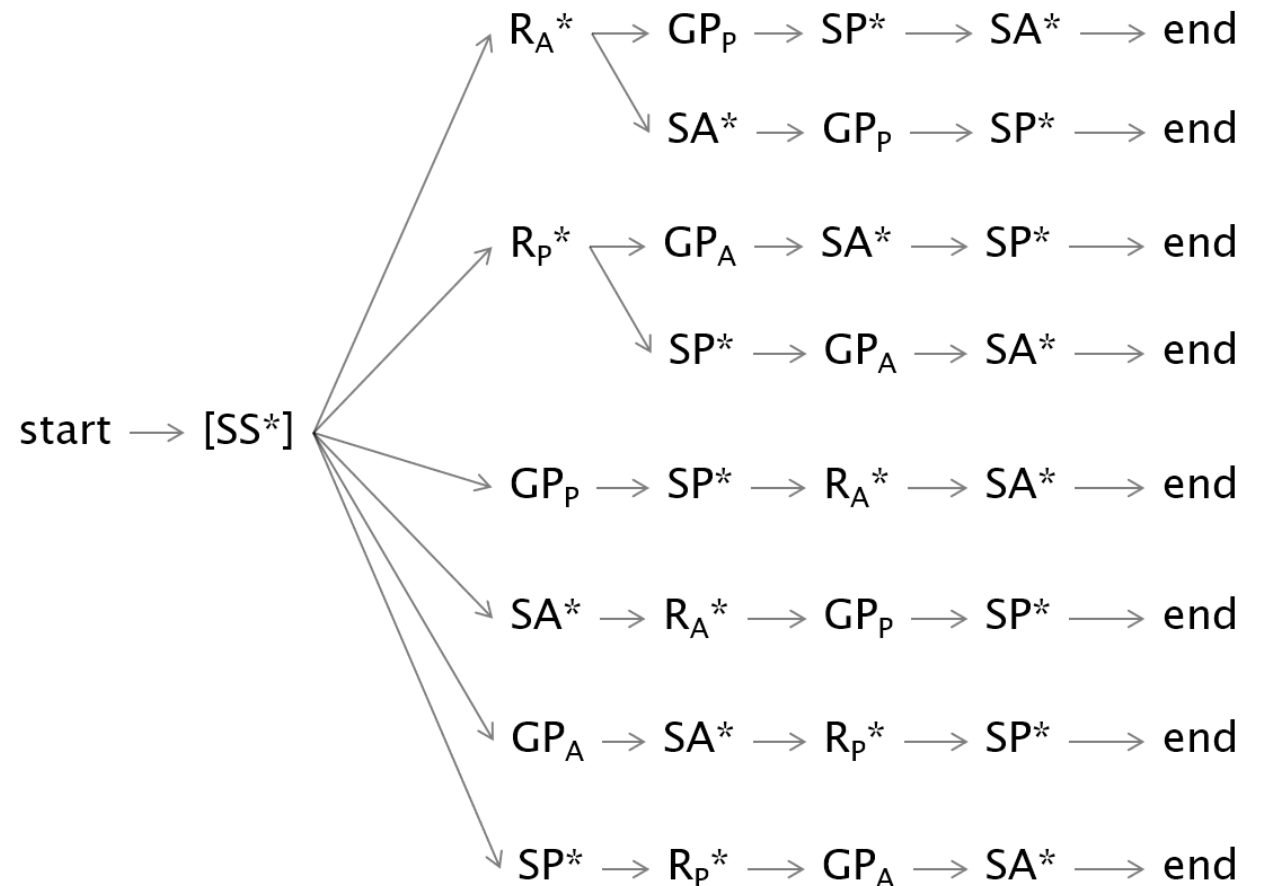 R_A* → GP_P → SP* → SA* → end
SA* → GP_P → SP* → end
R_P* → GP_A → SA* → SP* → end
SP* → GP_A → SA* → end
start → [SS*]
GP_P → SP* → R_A* → SA* → end
SA* → R_A* → GP_P → SP* → end
GP_A → SA* → R_P* → SP* → end
SP* → R_P* → GP_A → SA* → end